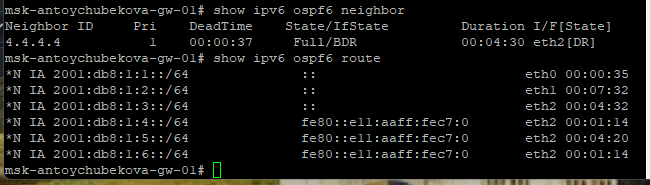 msk-antoychubekova-gw-01# show ipv6 ospf6 neighbor
Neighbor ID     Pri    DeadTime    State/IfState         Duration I/F[State]
4.4.4.4           1    00:00:37     Full/BDR             00:04:30 eth2[DR]
msk-antoychubekova-gw-01# show ipv6 ospf6 route
*N IA 2001:db8:1:1::/64               ::                         eth0 00:00:35
*N IA 2001:db8:1:2::/64               ::                         eth1 00:07:32
*N IA 2001:db8:1:3::/64               ::                         eth2 00:04:32
*N IA 2001:db8:1:4::/64               fe80::e11:aaff:fec7:0      eth2 00:01:14
*N IA 2001:db8:1:5::/64               fe80::e11:aaff:fec7:0      eth2 00:04:20
*N IA 2001:db8:1:6::/64               fe80::e11:aaff:fec7:0      eth2 00:01:14
msk-antoychubekova-gw-01#